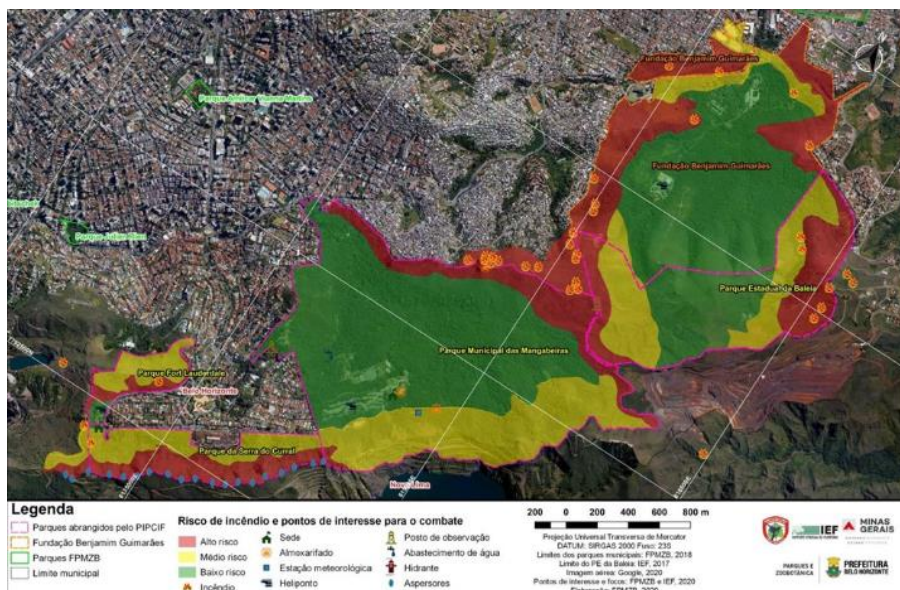 Fundação Benjamim Guimarães
Fundação Benjamim Guimarães
Parque Estadual da Baleia
Parque Municipal das Mangabeiras
Parque Fort Lauderdale
Belo Horizonte
Parque da Serra do Curral
Nova Lima
Legenda
Parques abrangidos pelo PIPCIF
Fundação Benjamim Guimarães
Parques FPMZB
Limite municipal
Risco de incêndio e pontos de interesse para o combate
Alto risco
Médio risco
Baixo risco
Incêndio
Sede
Almoxarifado
Estação meteorológica
Heliponto
Posto de observação
Abastecimento de água
Hidrante
Aspersores
200 0 200 400 600 800 m
Projeção Universal Transversa de Mercator
DATUM: SIRGAS 2000 Fuso: 23S
Limites dos parques municipais: FPMZB, 2018
Limite do PE da Baleia: IEF, 2017
Imagem aérea: Google, 2020
Pontos de interesse e focos: FPMZB e IEF, 2020
IEF
MINAS
GERAIS
PARQUES E
ZOOBOTÂNICA
PREFEITURA
BELO HORIZONTE